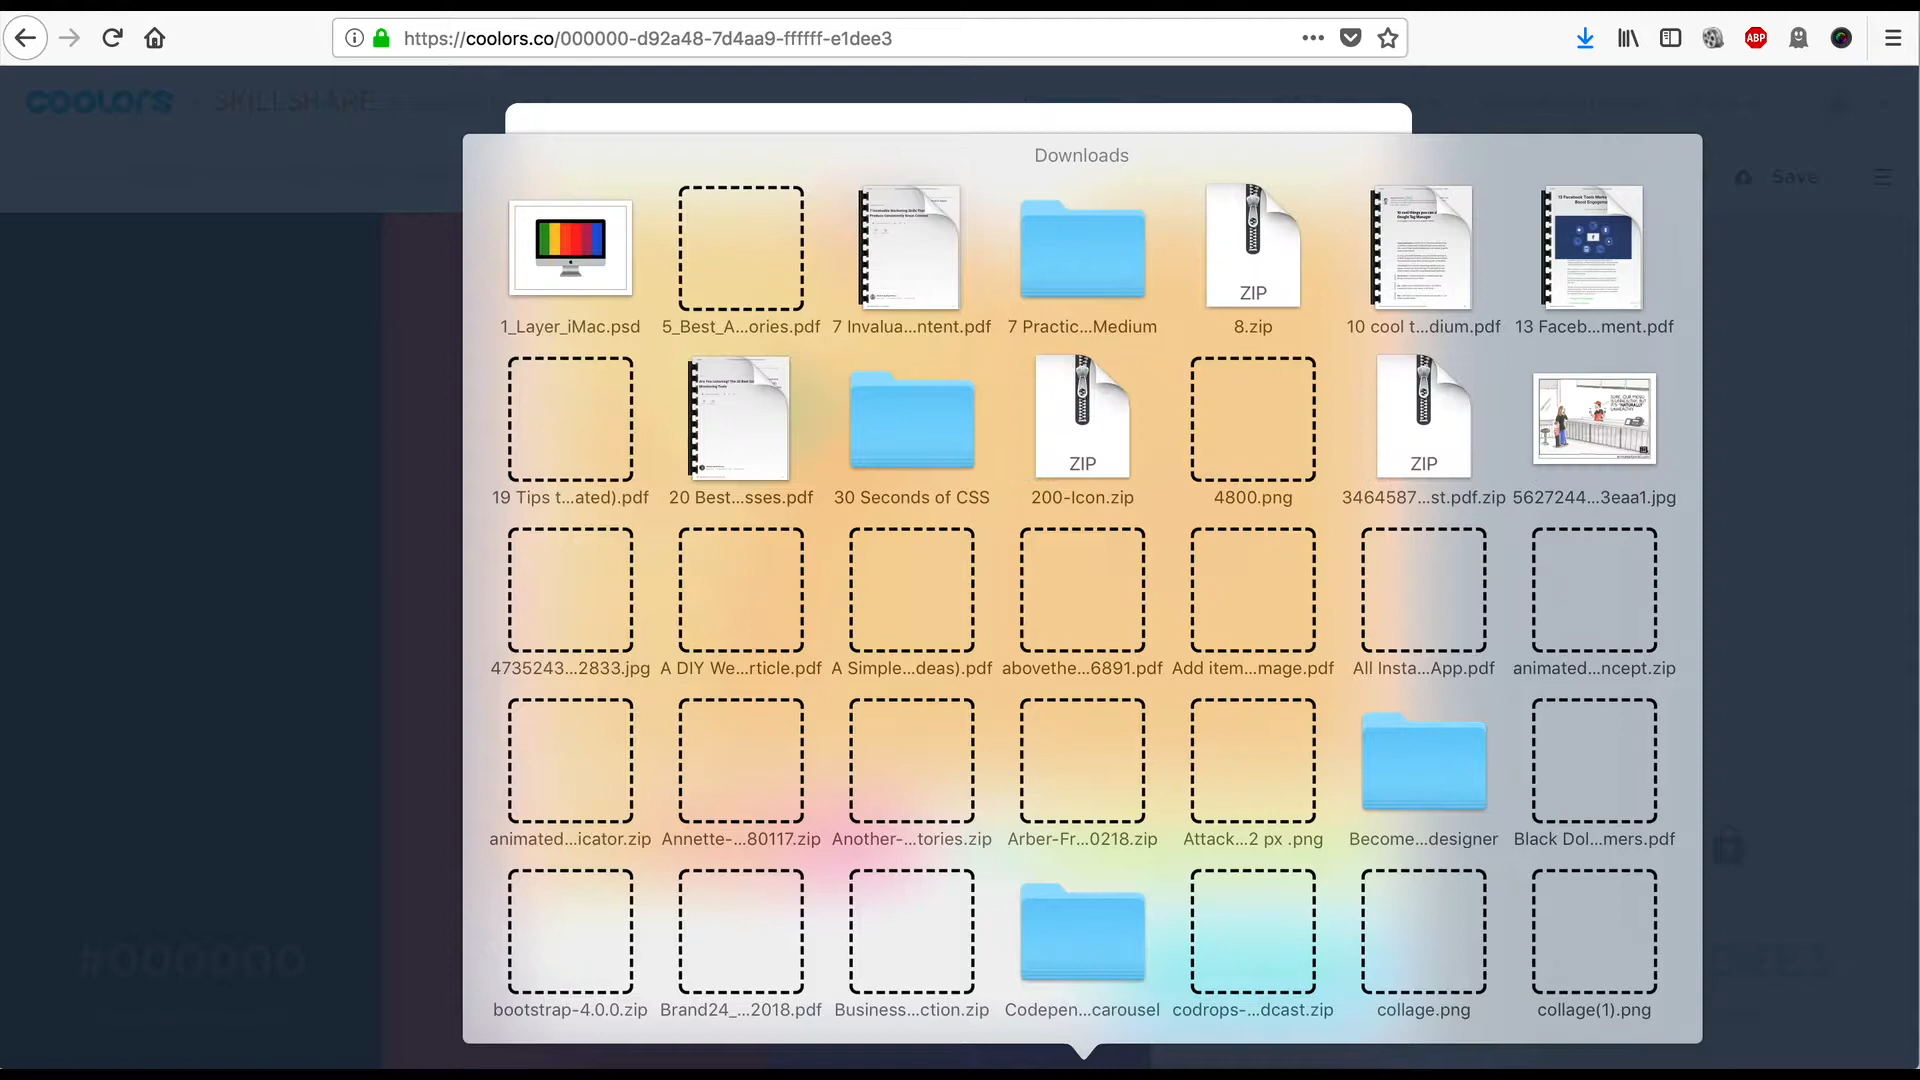 https://coolors.co/000000-d92a48-7d4aa9-ffffff-e1dee3
ABP
COOLORS
SKILLSHARE
Downloads
Save
ZIP
1_Layer_iMac.psd
5_Best_A...ories.pdf
7 Invalua...ntent.pdf
7 Practic...Medium
8.zip
10 cool t...dium.pdf
13 Faceb...ment.pdf
ZIP
ZIP
19 Tips t...ated).pdf
20 Best...sses.pdf
30 Seconds of CSS
200-Icon.zip
4800.png
3464587...st.pdf.zip
5627244...3eaa1.jpg
4735243...2833.jpg
A DIY We...rticle.pdf
A Simple...deas).pdf
abovethe...6891.pdf
Add item...mage.pdf
All Insta...App.pdf
animated...ncept.zip
animated...icator.zip
Annette-...80117.zip
Another-...tories.zip
Arber-Fr...0218.zip
Attack...2 px .png
Become...designer
Black Dol...mers.pdf
#000000
bootstrap-4.0.0.zip
Brand24_...2018.pdf
Business...ction.zip
Codepen...carousel
codrops-...dcast.zip
collage.png
collage(1).png